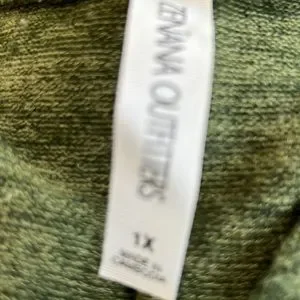 ZENANA OUTFITTERS
1X
MADE IN
CAMBODIA